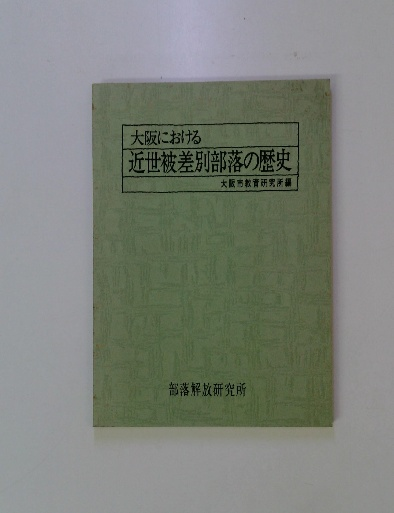 大阪における
近世被差別部落の歴史
大阪市教育研究所編
部落解放研究所